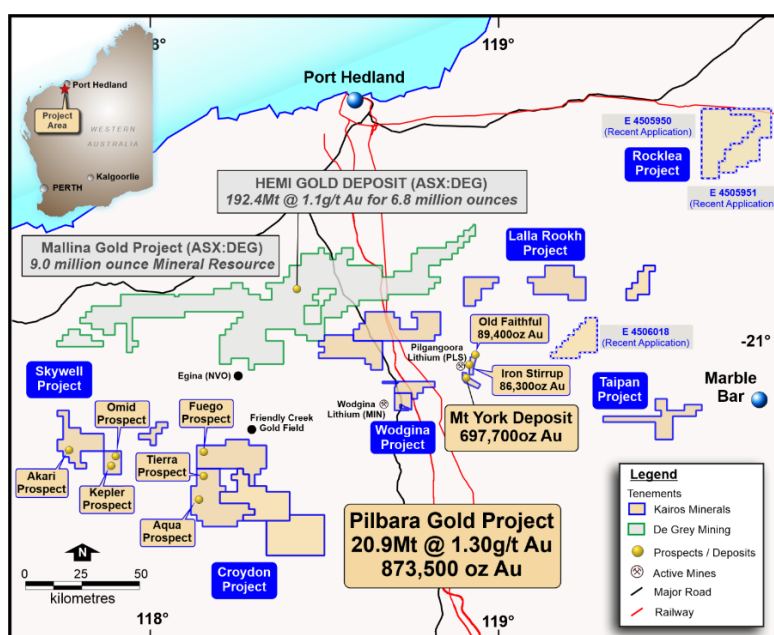 8°
119°
Port Hedland
Port Hedland
Project
Area
WESTERN
AUSTRALIA
Kalgoorlie
PERTH
E 4505950
(Recent Application)
Rocklea
Project
E 4505951
(Recent Application)
HEMI GOLD DEPOSIT (ASX:DEG)
192.4Mt @ 1.1g/t Au for 6.8 million ounces
Mallina Gold Project (ASX:DEG)
9.0 million ounce Mineral Resource
Lalla Rookh
Project
Old Faithful
89,400oz Au
E 4506018
(Recent Application)
-21°
Pilgangoora
Lithium (PLS)
Iron Stirrup
86,300oz Au
Skywell
Project
Egina (NVO)
Taipan
Project
Marble
Bar
Omid
Prospect
Fuego
Prospect
Friendly Creek
Gold Field
Wodgina
Lithium (MIN)
Wodgina
Project
Mt York Deposit
697,700oz Au
Akari
Prospect
Kepler
Prospect
Tierra
Prospect
Aqua
Prospect
Pilbara Gold Project
20.9Mt @ 1.30g/t Au
873,500 oz Au
Croydon
Project
N
0
25
50
kilometres
118°
119°
Legend
Tenements
Kairos Minerals
De Grey Mining
Prospects / Deposits
Active Mines
Major Road
Railway